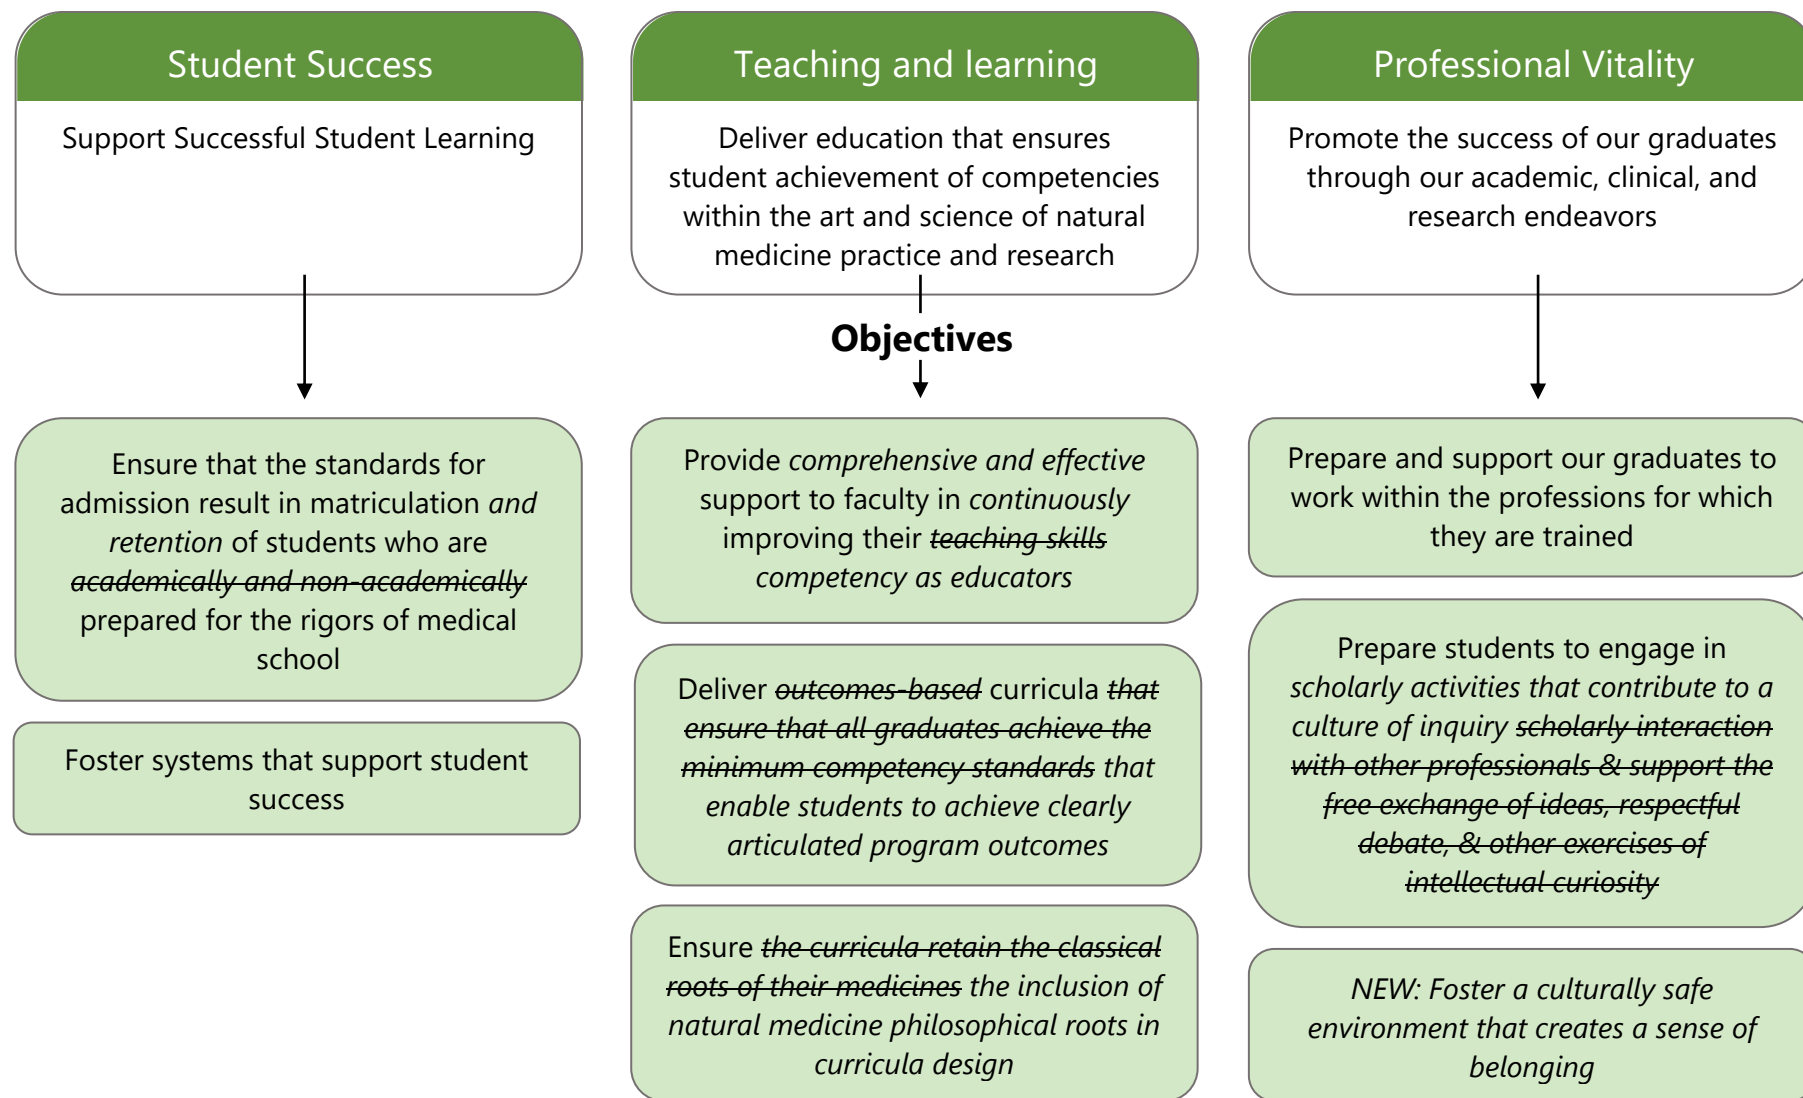 Student Success
Support Successful Student Learning
Ensure that the standards for
admission result in matriculation and
retention of students who are
academically and non-academically
prepared for the rigors of medical
school
Foster systems that support student
success
Teaching and learning
Deliver education that ensures
student achievement of competencies
within the art and science of natural
medicine practice and research
Objectives
Provide comprehensive and effective
support to faculty in continuously
improving their teaching skills
competency as educators
Deliver outcomes-based curricula that
ensure that all graduates achieve the
minimum competency standards that
enable students to achieve clearly
articulated program outcomes
Ensure the curricula retain the classical
roots of their medicines the inclusion of
natural medicine philosophical roots in
curricula design
Professional Vitality
Promote the success of our graduates
through our academic, clinical, and
research endeavors
Prepare and support our graduates to
work within the professions for which
they are trained
Prepare students to engage in
scholarly activities that contribute to a
culture of inquiry scholarly interaction
with other professionals & support the
free exchange of ideas, respectful
debate, & other exercises of
intellectual curiosity
NEW: Foster a culturally safe
environment that creates a sense of
belonging